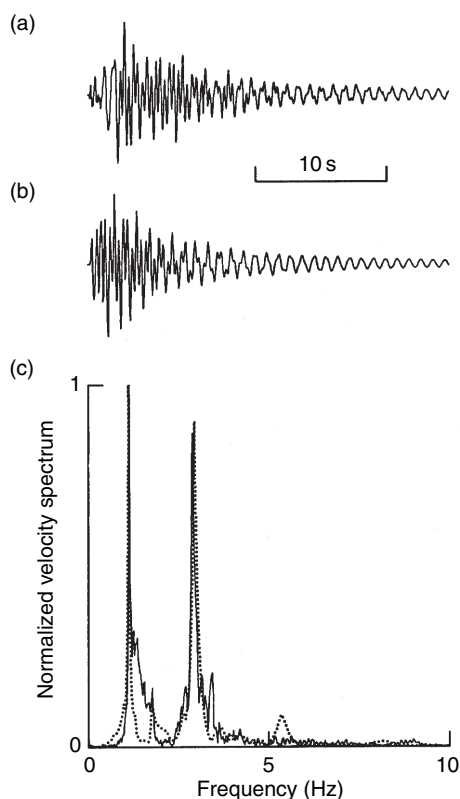 (a)
10 s
(b)
(c)
1
Normalized velocity spectrum
0
0 5 10
Frequency (Hz)